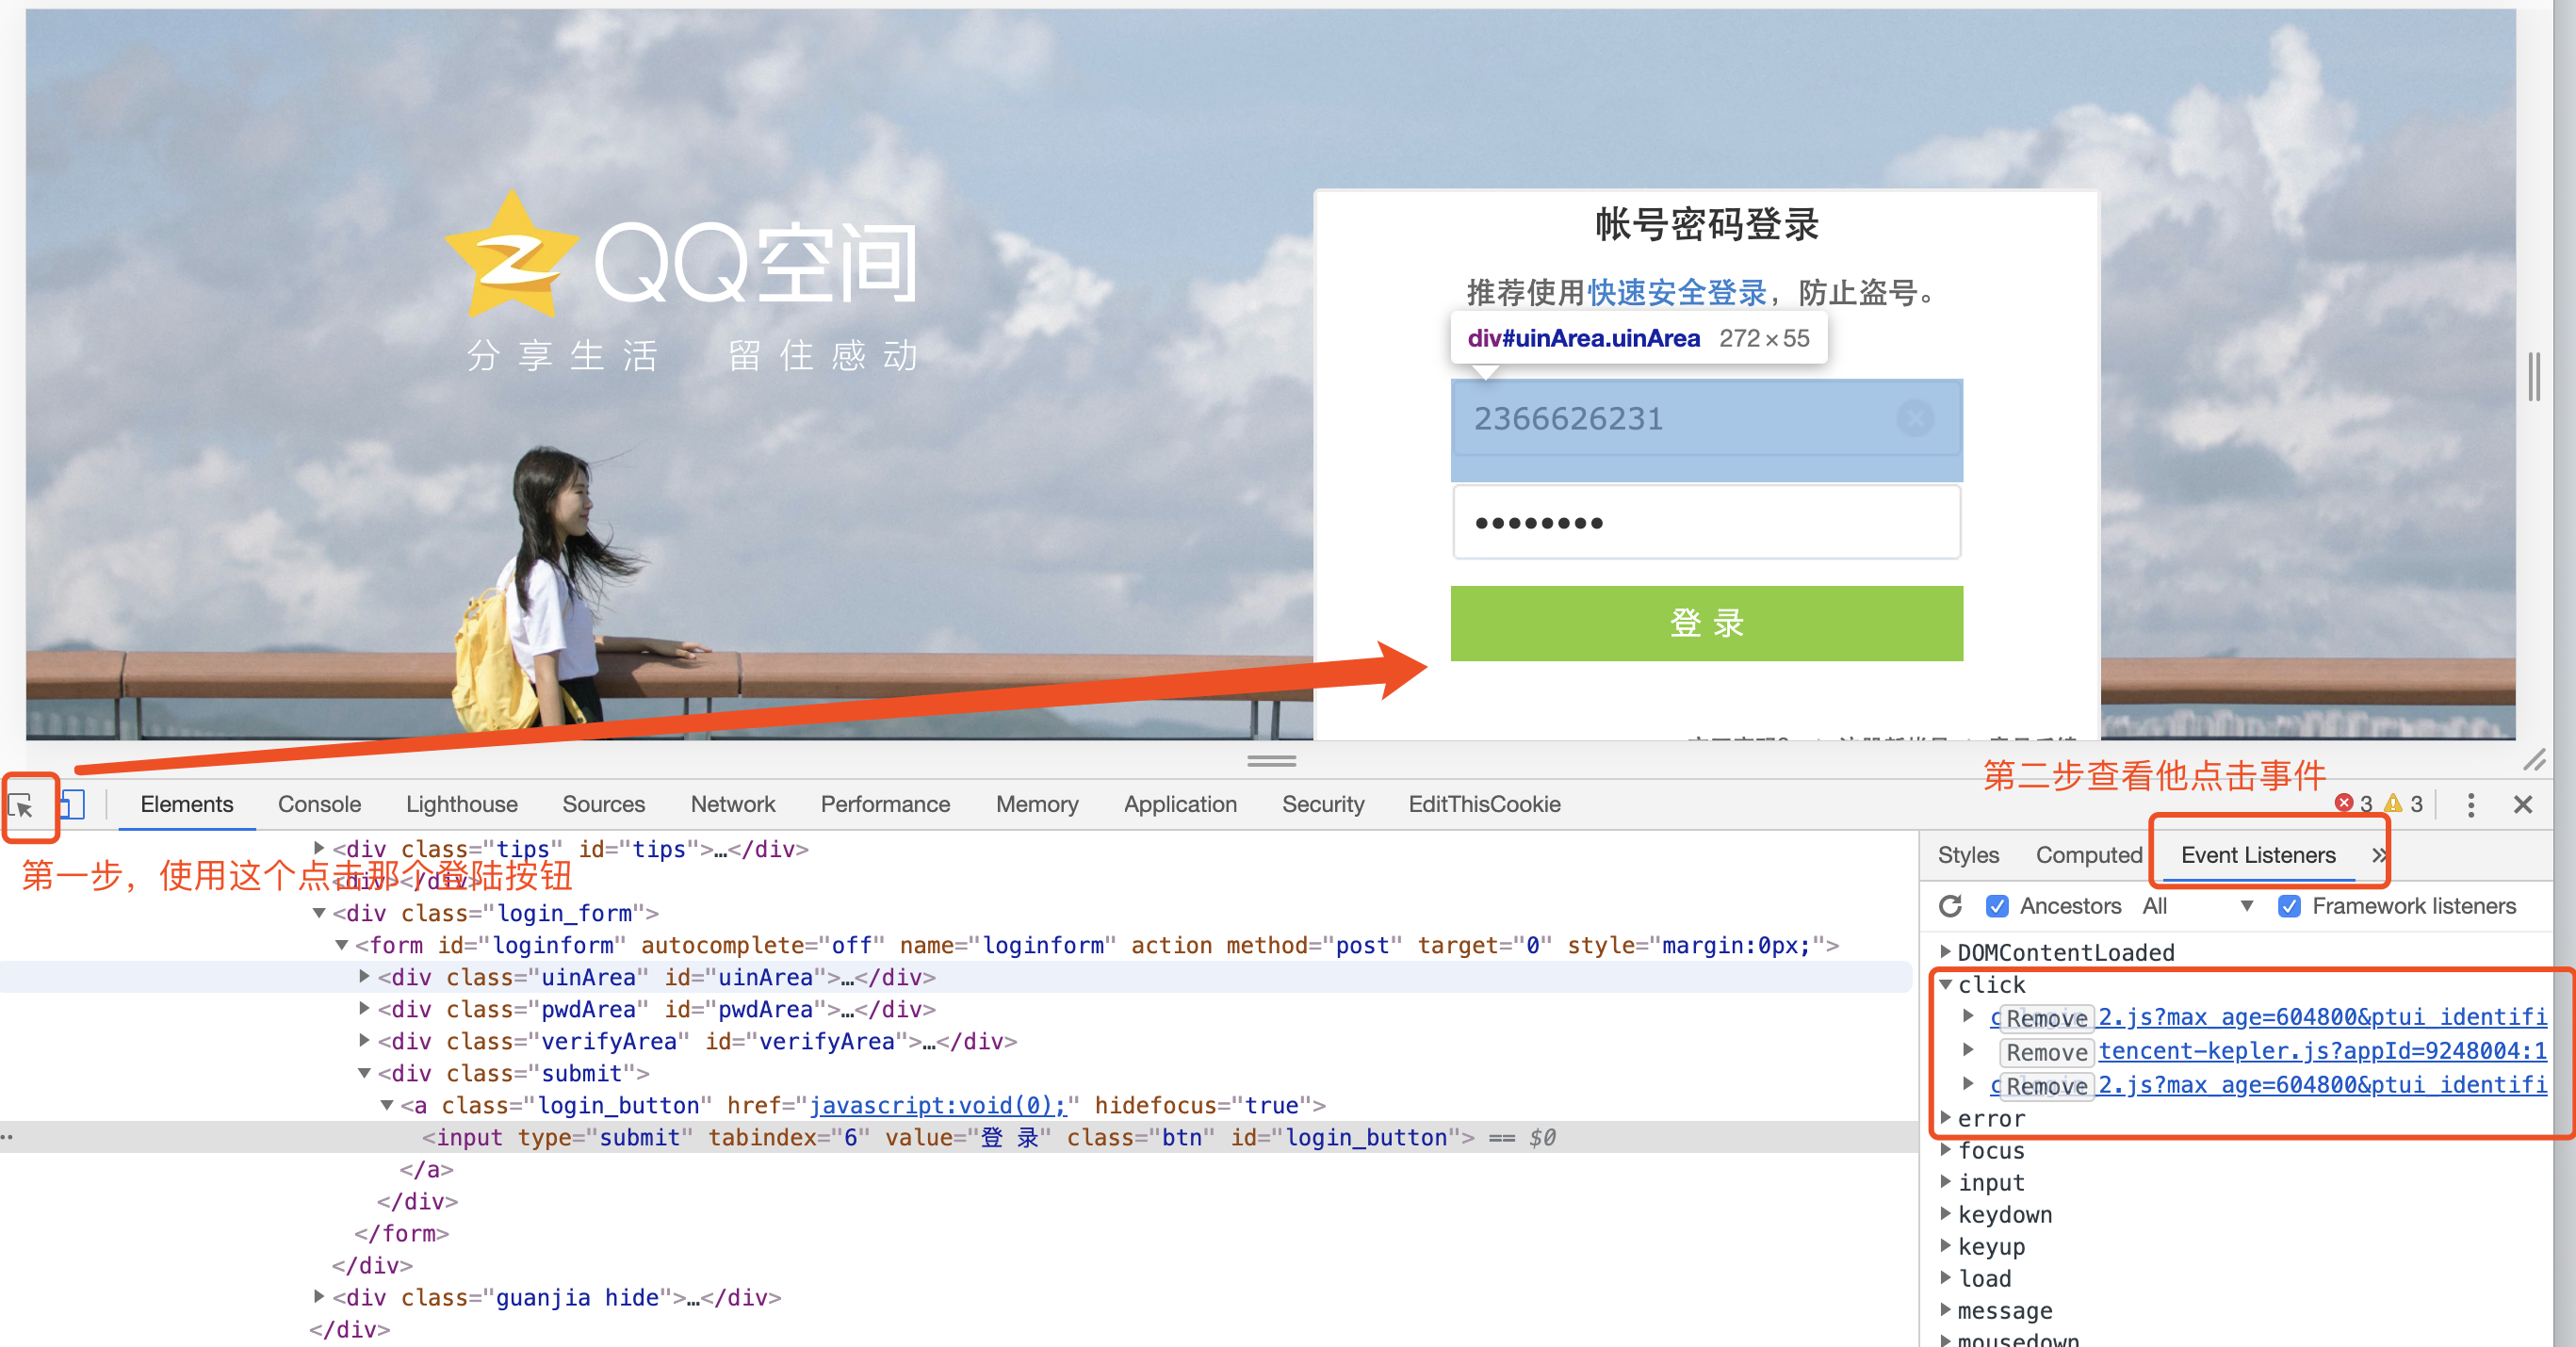 QQ空间
分享生活 留住感动
帐号密码登录
推荐使用快速安全登录，防止盗号。
div#uinArea.uinArea 272×55
2366626231
••••••••
登 录
第二步查看他点击事件
Elements Console Lighthouse Sources Network Performance Memory Application Security EditThisCookie 3 3
第一步，使用这个点击那个登陆按钮
<div class="tips" id="tips">…</div>
<div></div>
<div class="login_form">
<form id="loginform" autocomplete="off" name="loginform" action method="post" target="0" style="margin:0px;">
<div class="uinArea" id="uinArea">…</div>
<div class="pwdArea" id="pwdArea">…</div>
<div class="verifyArea" id="verifyArea">…</div>
<div class="submit">
<a class="login_button" href="javascript:void(0);" hidefocus="true">
<input type="submit" tabindex="6" value="登 录" class="btn" id="login_button"> == $0
</a>
</div>
</form>
</div>
<div class="guanjia hide">…</div>
</div>
Styles Computed Event Listeners »
Ancestors All Framework listeners
DOMContentLoaded
click
Remove 2.js?max_age=604800&ptui_identifi
Remove tencent-kepler.js?appId=9248004:1
Remove 2.js?max_age=604800&ptui_identifi
error
focus
input
keydown
keyup
load
message
mousedown